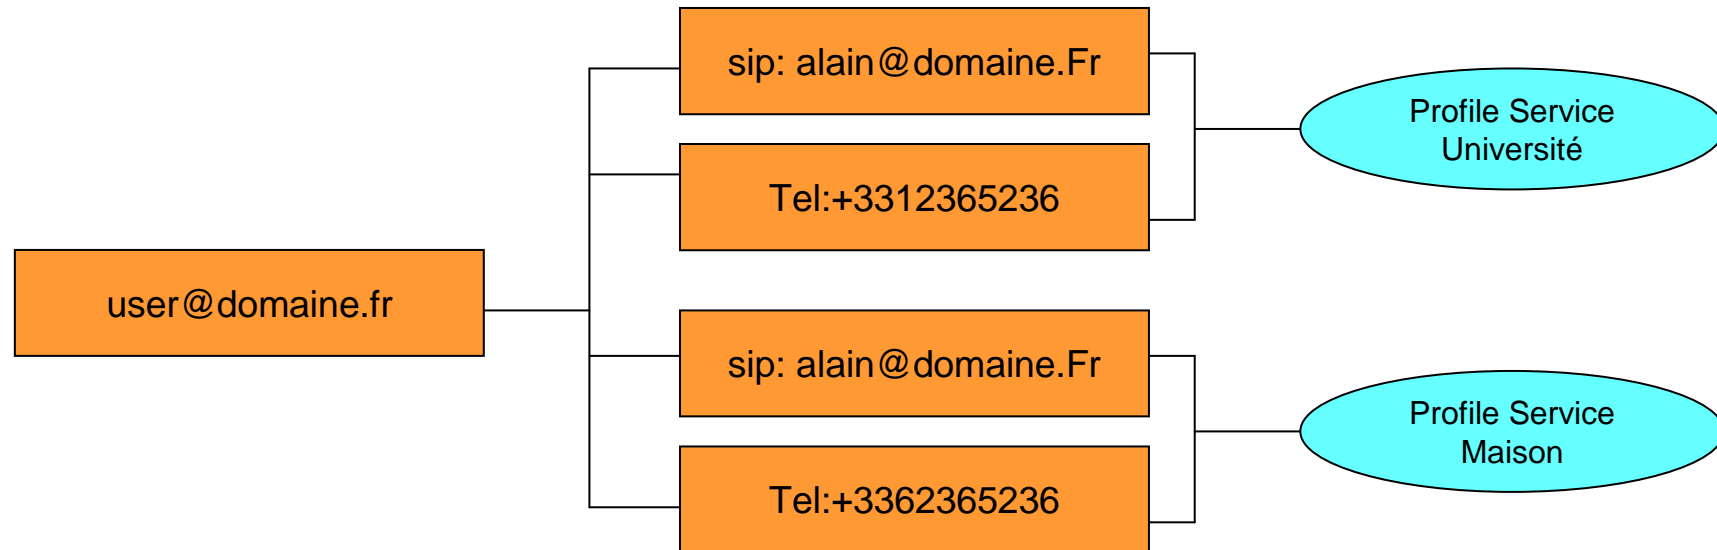 sip: alain@domaine.Fr
Profile Service
Université
Tel:+3312365236
user@domaine.fr
sip: alain@domaine.Fr
Profile Service
Maison
Tel:+3362365236